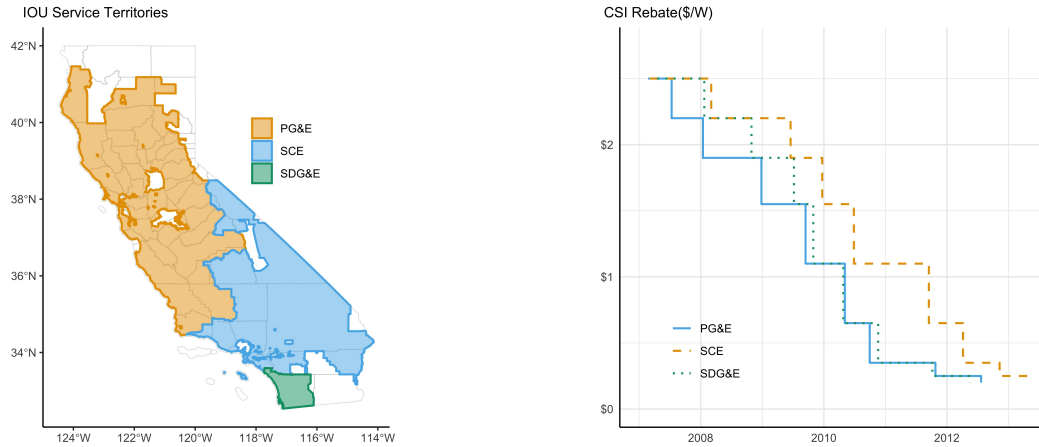 IOU Service Territories
42°N
40°N
38°N
36°N
34°N
124°W
122°W
120°W
118°W
116°W
114°W
PG&E
SCE
SDG&E
CSI Rebate($/W)
$2
$1
$0
2008
2010
2012
PG&E
SCE
SDG&E